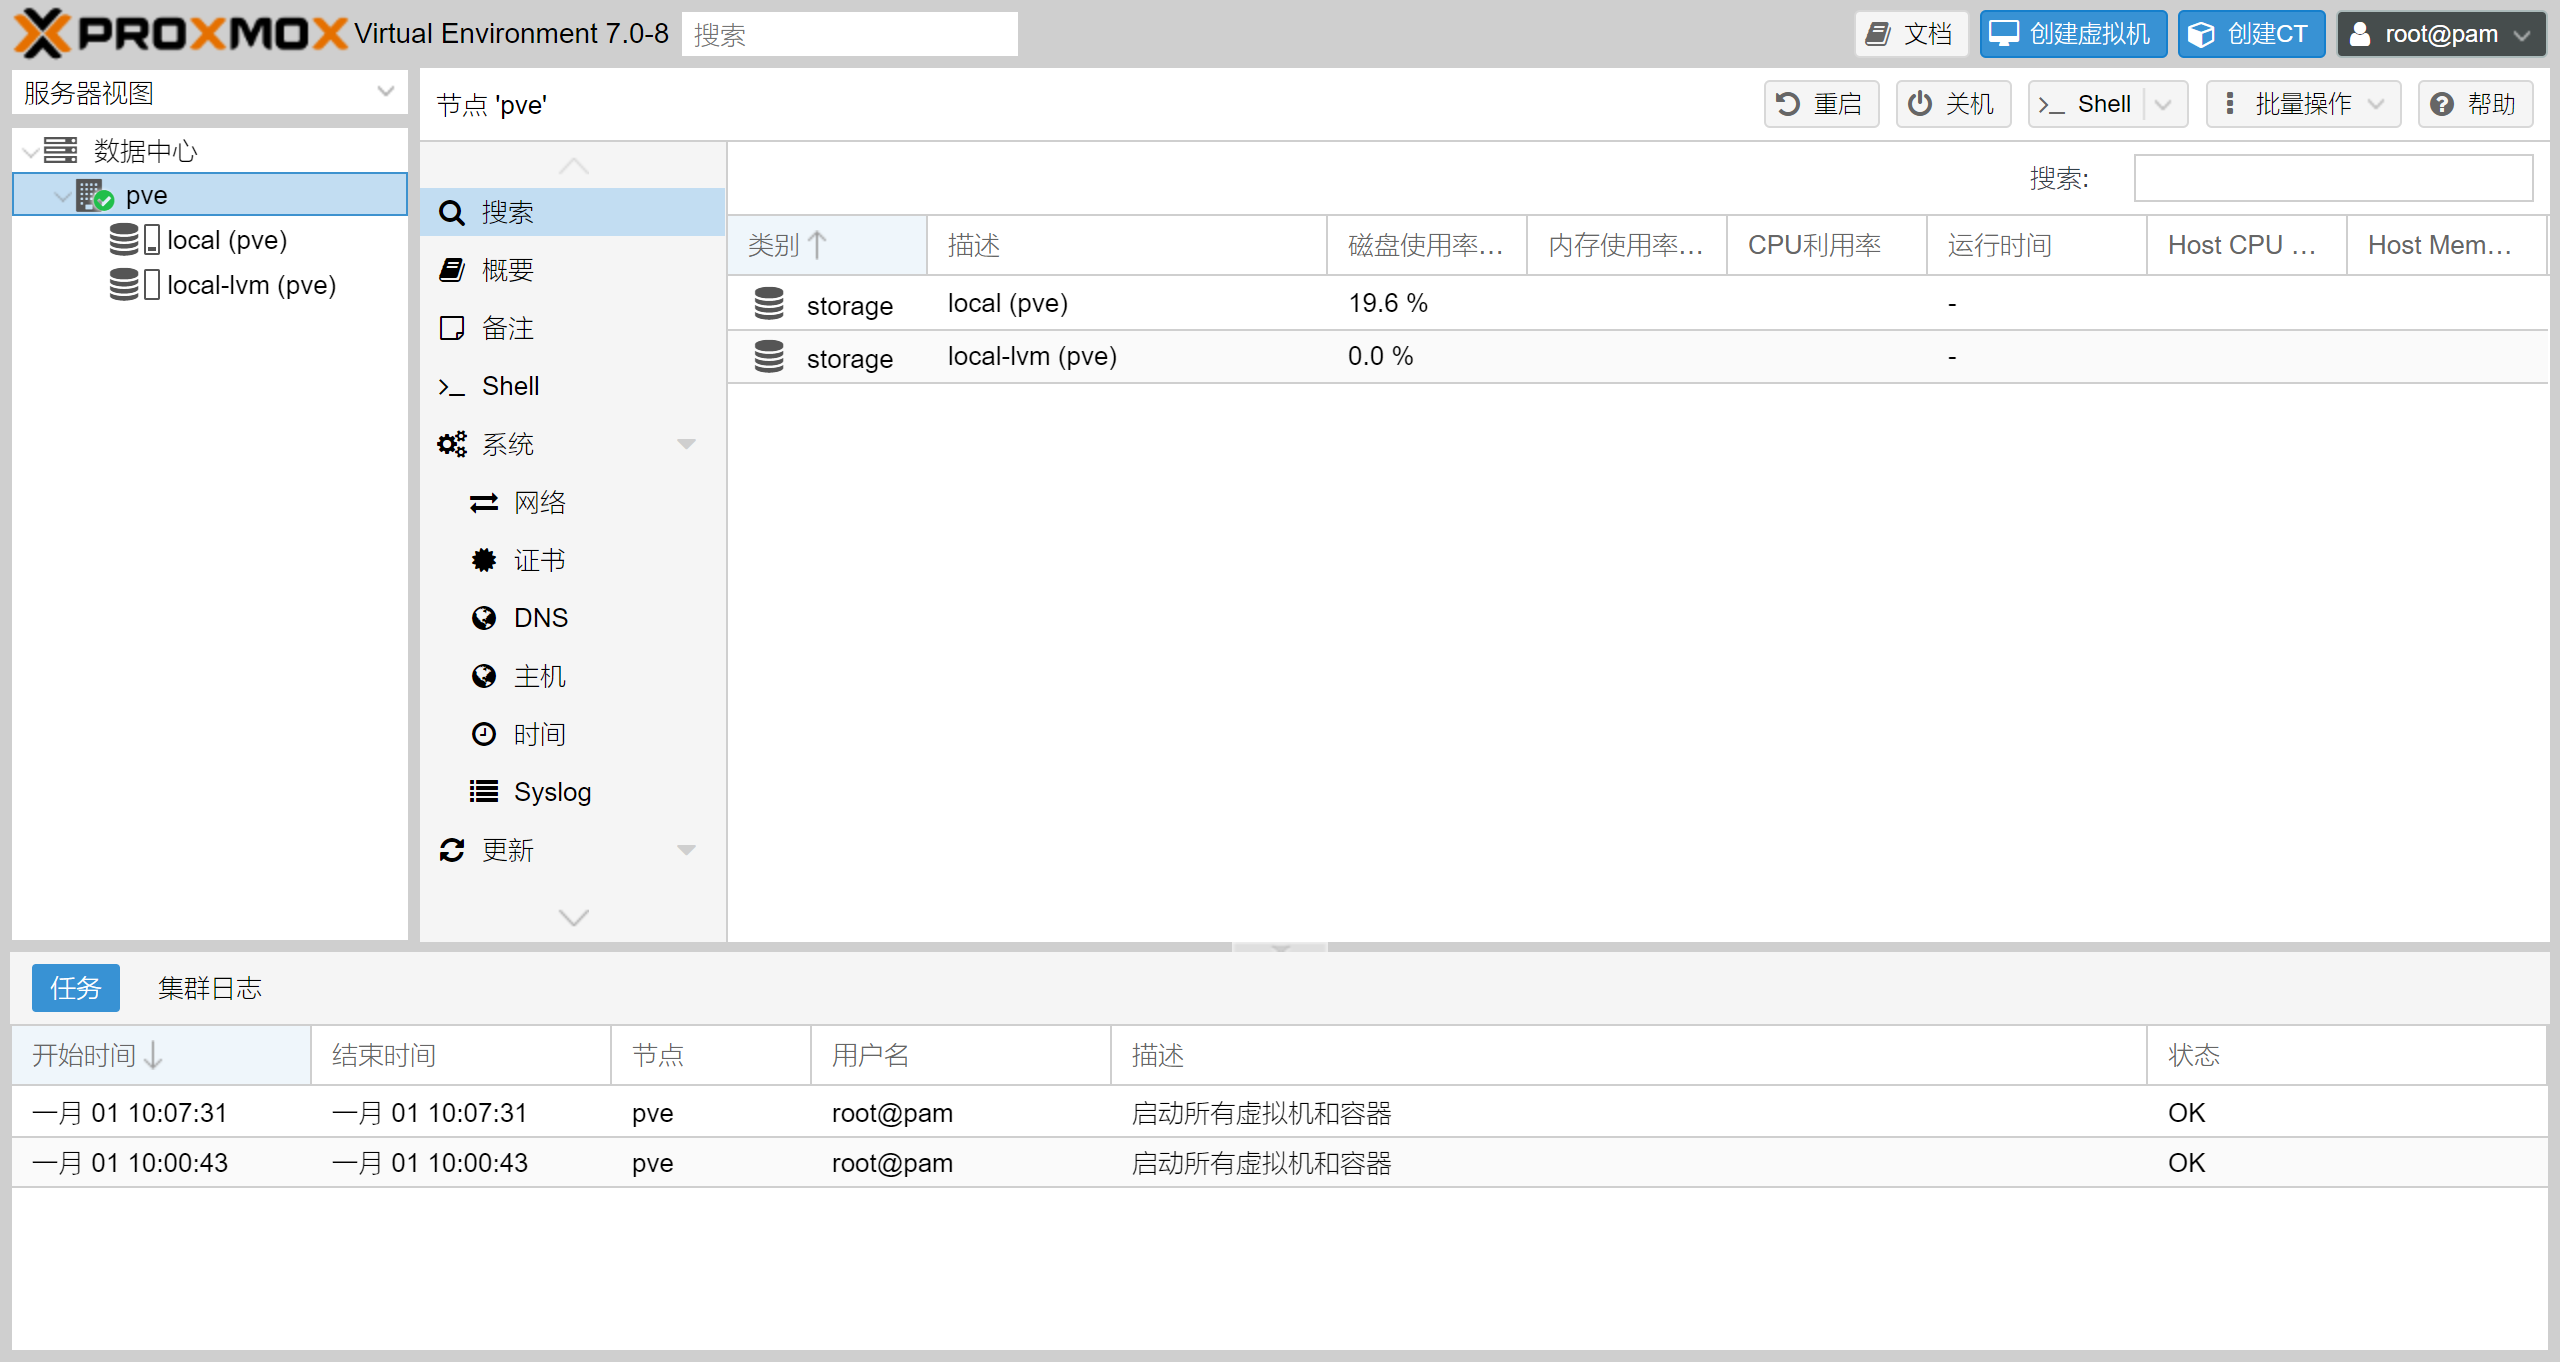 PROXMOX Virtual Environment 7.0-8 搜索 文档 创建虚拟机 创建CT root@pam
服务器视图
数据中心
pve
local (pve)
local-lvm (pve)
节点 'pve' 重启 关机 Shell 批量操作 帮助
搜索
概要
备注
Shell
系统
网络
证书
DNS
主机
时间
Syslog
更新
搜索:
类别 描述 磁盘使用率... 内存使用率... CPU利用率 运行时间 Host CPU ... Host Mem...
storage local (pve) 19.6 % -
storage local-lvm (pve) 0.0 % -
任务 集群日志
开始时间 结束时间 节点 用户名 描述 状态
一月 01 10:07:31 一月 01 10:07:31 pve root@pam 启动所有虚拟机和容器 OK
一月 01 10:00:43 一月 01 10:00:43 pve root@pam 启动所有虚拟机和容器 OK